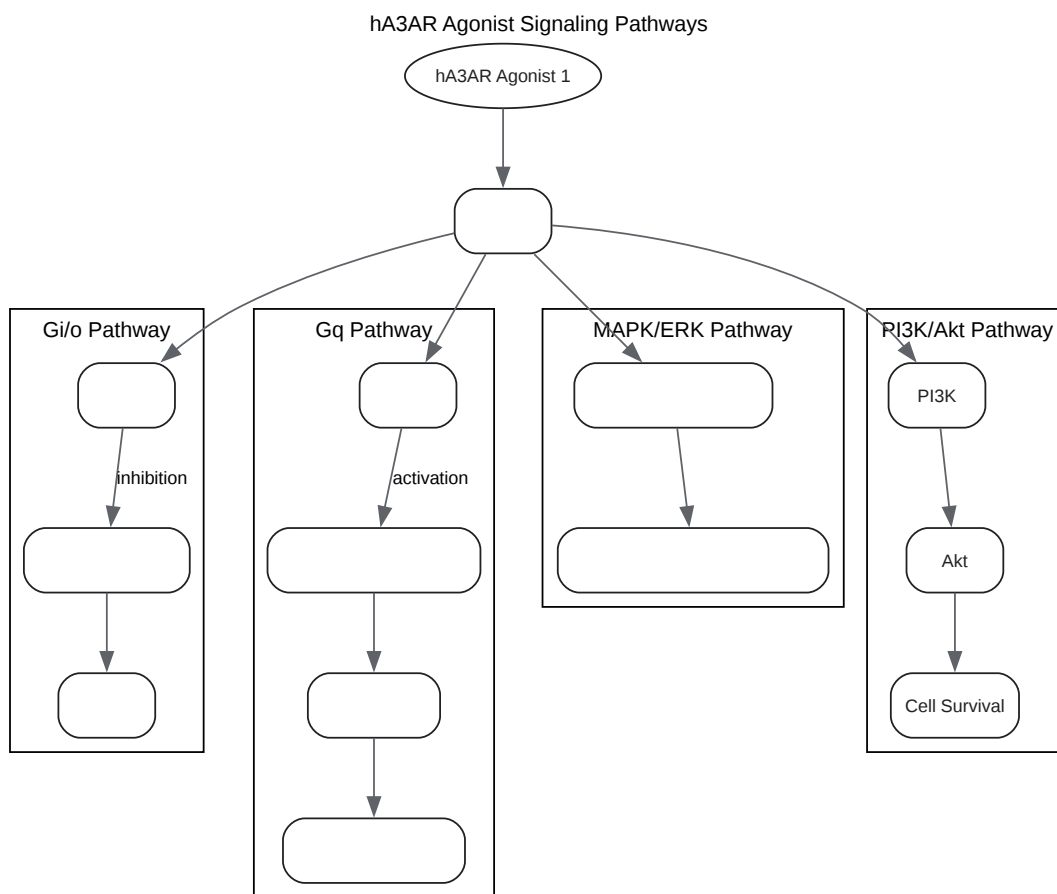 hA3AR Agonist Signaling Pathways
hA3AR Agonist 1
Gi/o Pathway
inhibition
Gq Pathway
activation
MAPK/ERK Pathway
PI3K/Akt Pathway
PI3K
Akt
Cell Survival